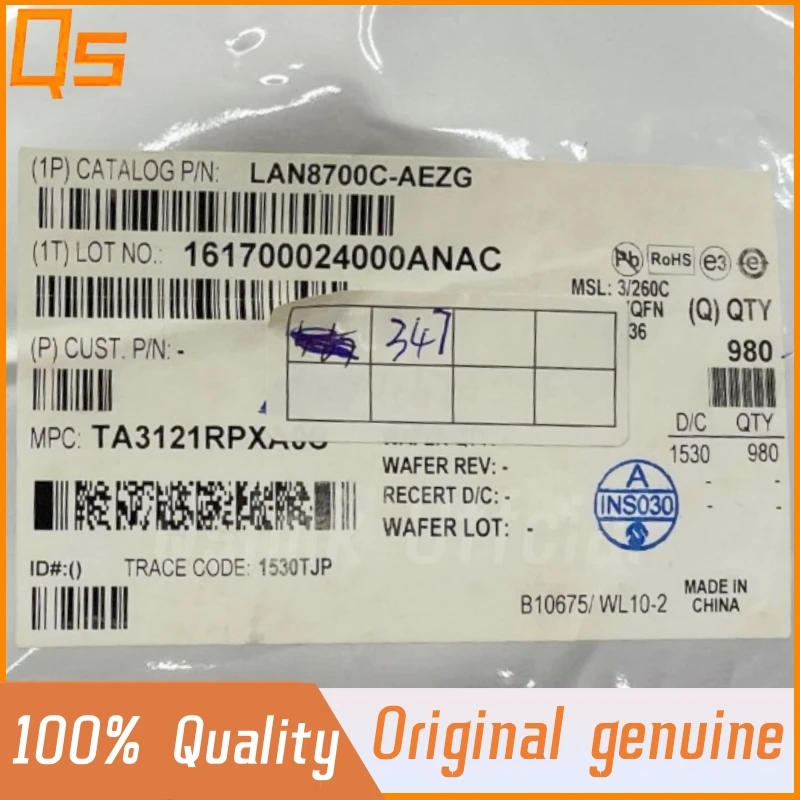 QS
(1P) CATALOG P/N: LAN8700C-AEZG
(1T) LOT NO.: 161700024000ANAC
Pb RoHS e3 e
MSL: 3/260C
QFN
36
(Q) QTY
980
(P) CUST. P/N: -
347
D/C QTY
1530 980
- -
- -
MPC: TA3121RPXA
WAFER REV: -
RECERT D/C: -
WAFER LOT: -
A
INS030
ID#:() TRACE CODE: 1530TJP
B10675/ WL10-2
MADE IN
CHINA
100% Quality
Original genuine